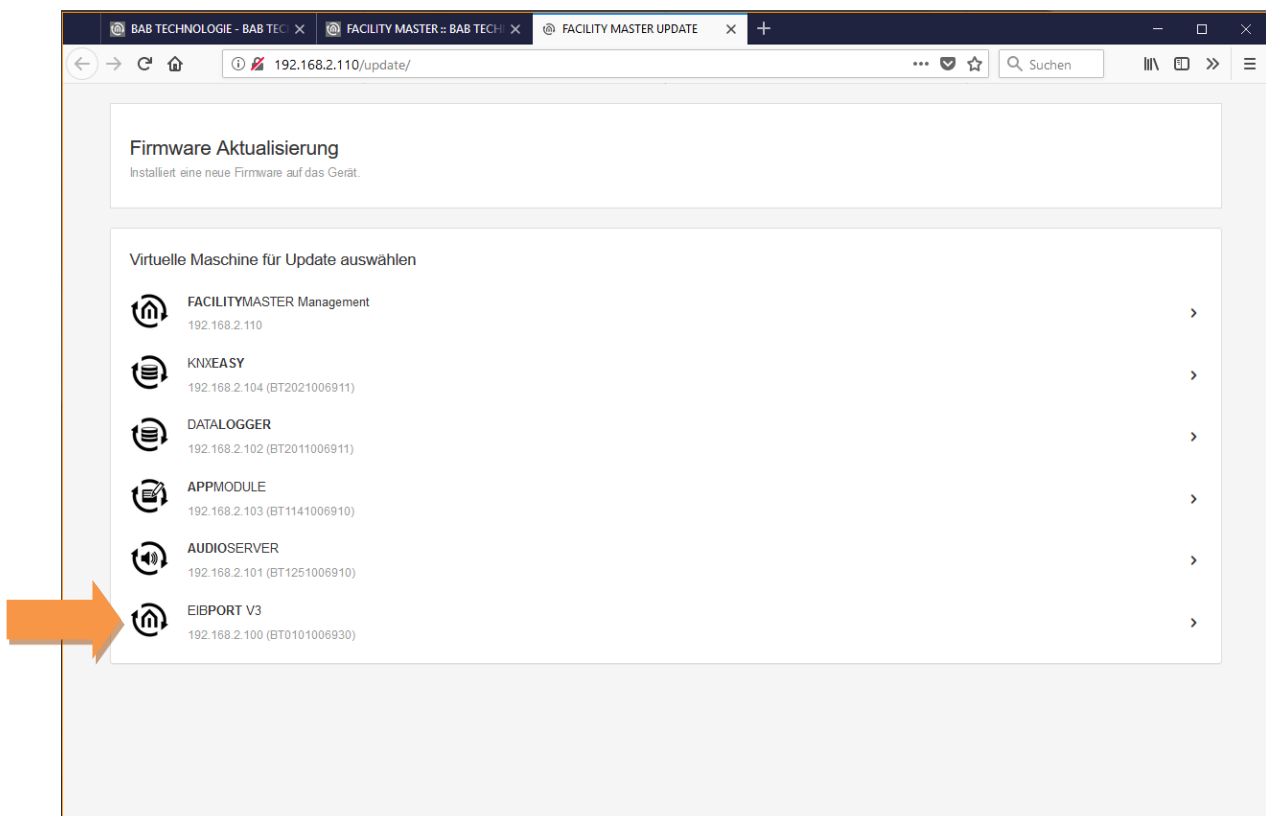 BAB TECHNOLOGIE - BAB TEC
FACILITY MASTER :: BAB TECH
FACILITY MASTER UPDATE
192.168.2.110/update/
Suchen
Firmware Aktualisierung
Installiert eine neue Firmware auf das Gerät.
Virtuelle Maschine für Update auswählen
FACILITYMASTER Management
192.168.2.110
KNXEASY
192.168.2.104 (BT2021006911)
DATALOGGER
192.168.2.102 (BT2011006911)
APPMODULE
192.168.2.103 (BT1141006910)
AUDIOSERVER
192.168.2.101 (BT1251006910)
EIBPORT V3
192.168.2.100 (BT0101006930)